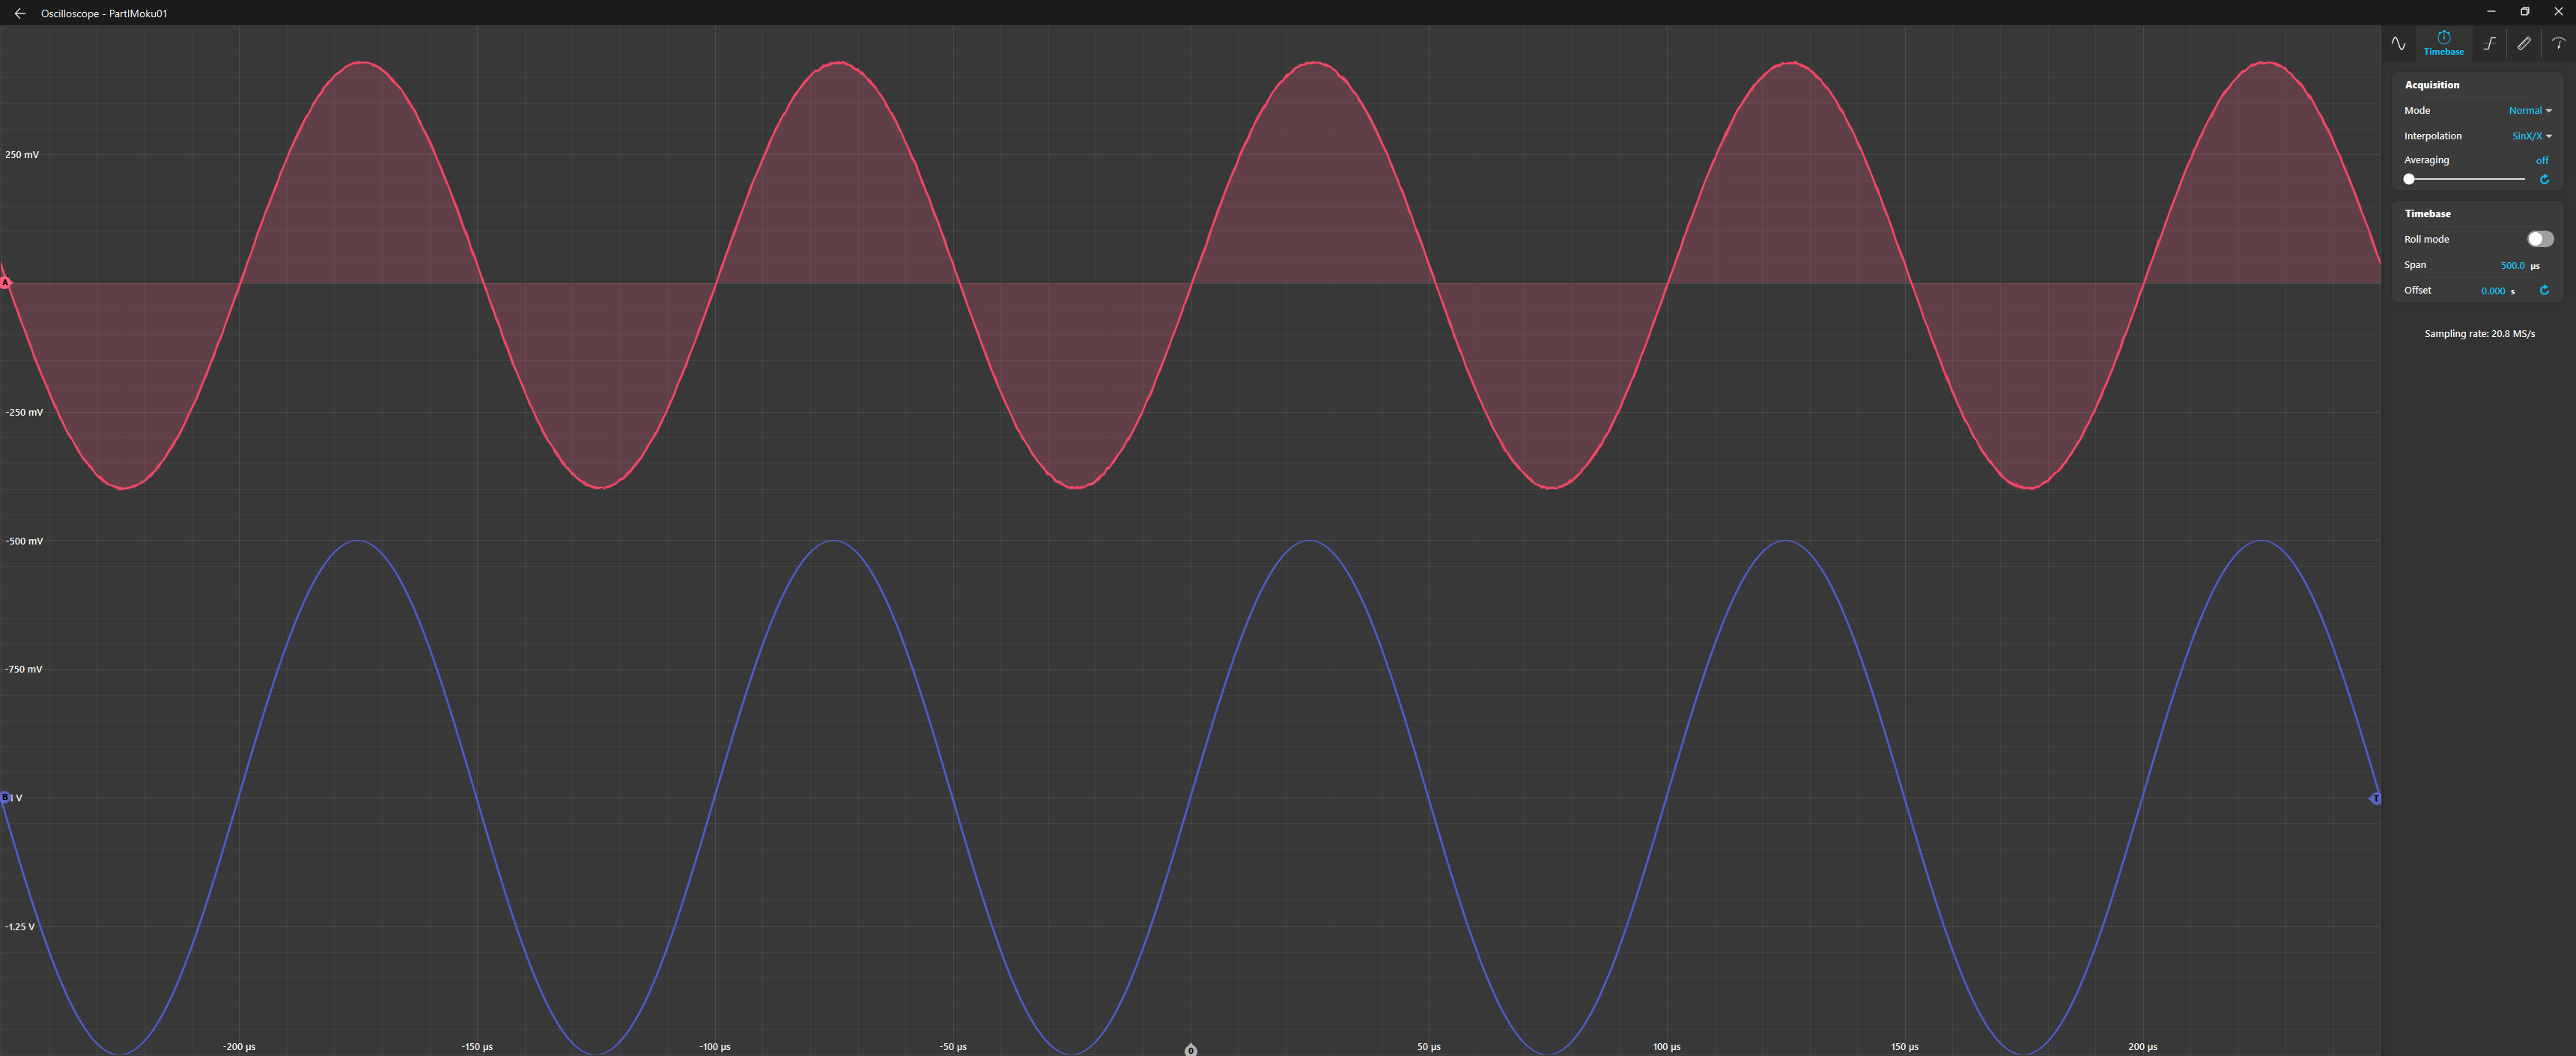 Oscilloscope - PartIMoku01
Timebase
Acquisition
Mode Normal
Interpolation SinX/X
Averaging off
Timebase
Roll mode
Span 500.0 µs
Offset 0.000 s
Sampling rate: 20.8 MS/s
250 mV
A
-250 mV
-500 mV
-750 mV
B 1 V
T
-1.25 V
-200 µs -150 µs -100 µs -50 µs 0 50 µs 100 µs 150 µs 200 µs